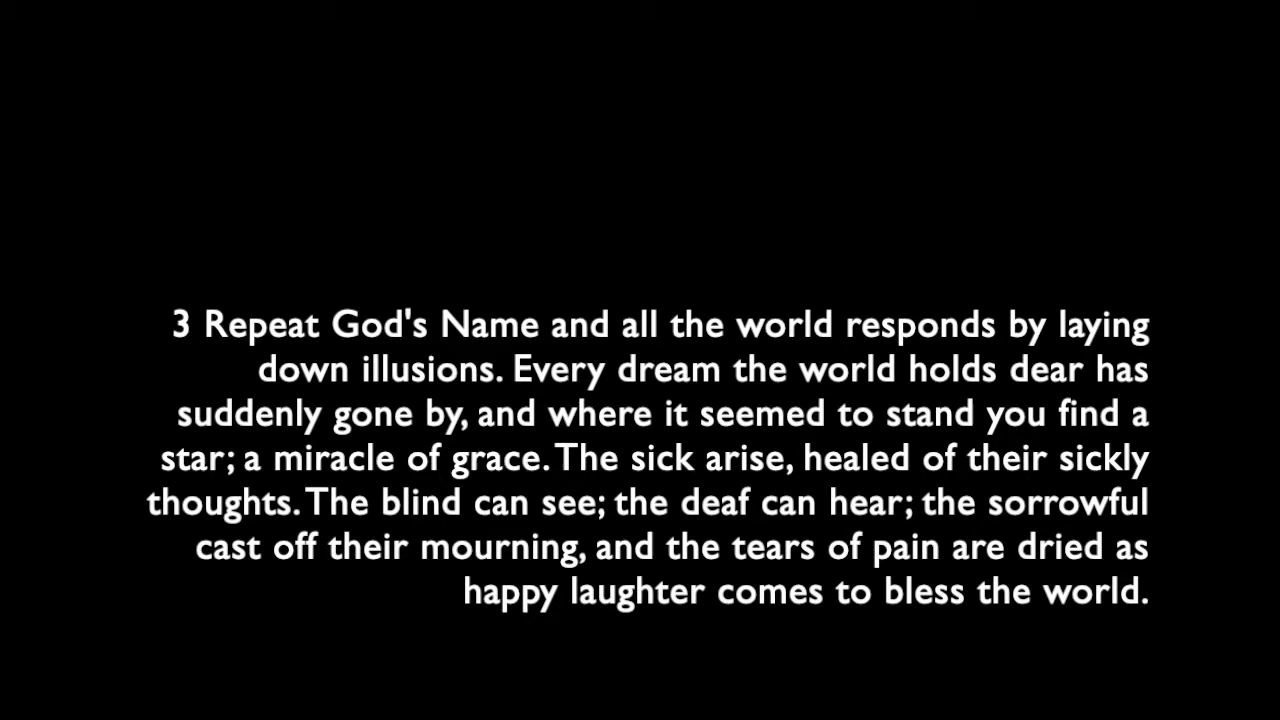 3 Repeat God's Name and all the world responds by laying
down illusions. Every dream the world holds dear has
suddenly gone by, and where it seemed to stand you find a
star; a miracle of grace. The sick arise, healed of their sickly
thoughts. The blind can see; the deaf can hear; the sorrowful
cast off their mourning, and the tears of pain are dried as
happy laughter comes to bless the world.